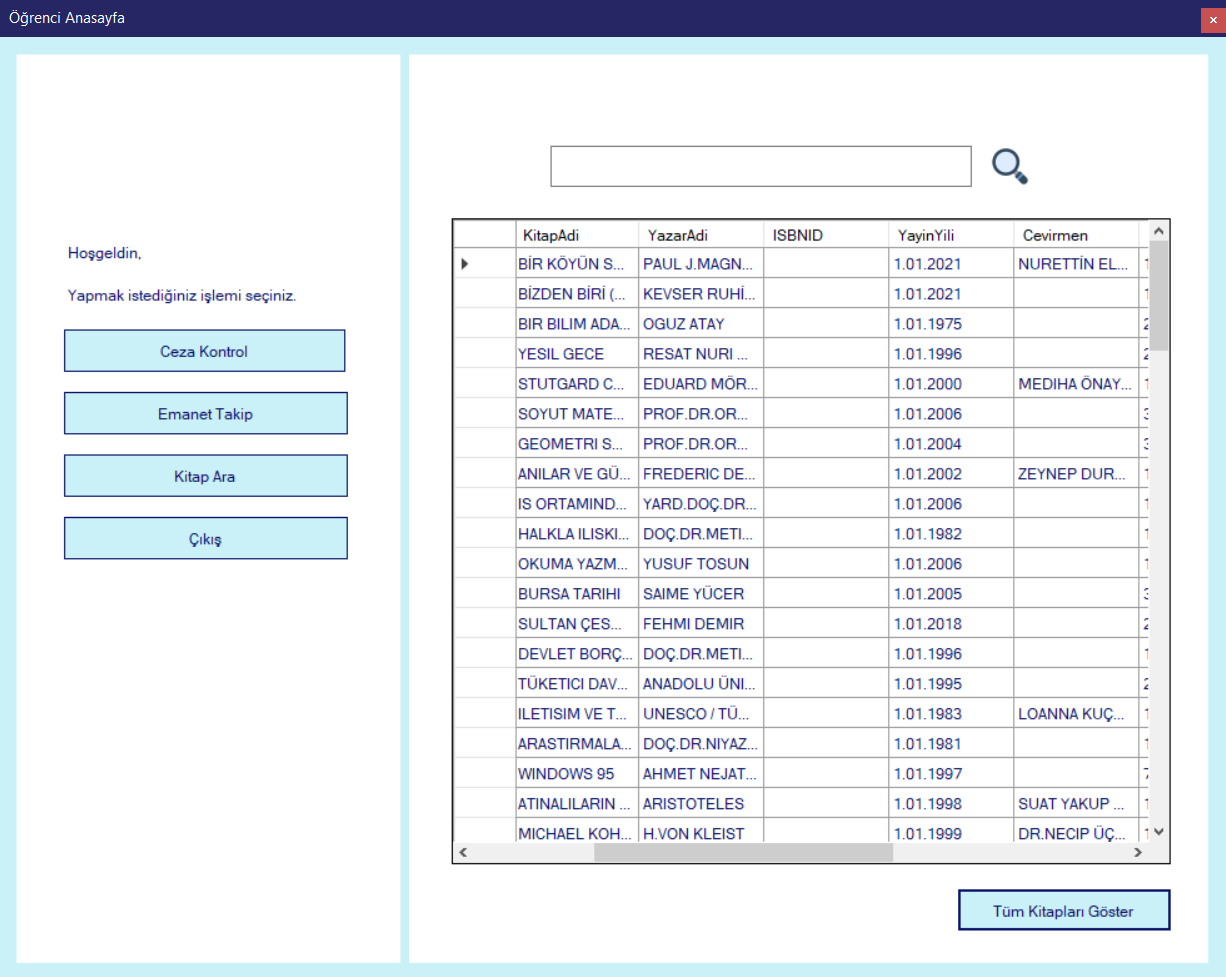 Öğrenci Anasayfa
Hoşgeldin,
Yapmak istediğiniz işlemi seçiniz.
Ceza Kontrol
Emanet Takip
Kitap Ara
Çıkış
KitapAdi YazarAdi ISBNID YayinYili Cevirmen
BİR KÖYÜN S... PAUL J.MAGN... 1.01.2021 NURETTİN EL...
BİZDEN BİRİ (... KEVSER RUHİ... 1.01.2021
BIR BILIM ADA... OGUZ ATAY 1.01.1975
YESIL GECE RESAT NURI ... 1.01.1996
STUTGARD C... EDUARD MÖR... 1.01.2000 MEDIHA ÖNAY...
SOYUT MATE... PROF.DR.OR... 1.01.2006
GEOMETRI S... PROF.DR.OR... 1.01.2004
ANILAR VE GÜ... FREDERIC DE... 1.01.2002 ZEYNEP DUR...
IS ORTAMIND... YARD.DOÇ.DR... 1.01.2006
HALKLA ILISKI... DOÇ.DR.METI... 1.01.1982
OKUMA YAZM... YUSUF TOSUN 1.01.2006
BURSA TARIHI SAIME YÜCER 1.01.2005
SULTAN ÇES... FEHMI DEMIR 1.01.2018
DEVLET BORÇ... DOÇ.DR.METI... 1.01.1996
TÜKETICI DAV... ANADOLU ÜNI... 1.01.1995
ILETISIM VE T... UNESCO / TÜ... 1.01.1983 LOANNA KUÇ...
ARASTIRMALA... DOÇ.DR.NIYAZ... 1.01.1981
WINDOWS 95 AHMET NEJAT... 1.01.1997
ATINALILARIN ... ARISTOTELES 1.01.1998 SUAT YAKUP ...
MICHAEL KOH... H.VON KLEIST 1.01.1999 DR.NECIP ÜÇ...
Tüm Kitapları Göster